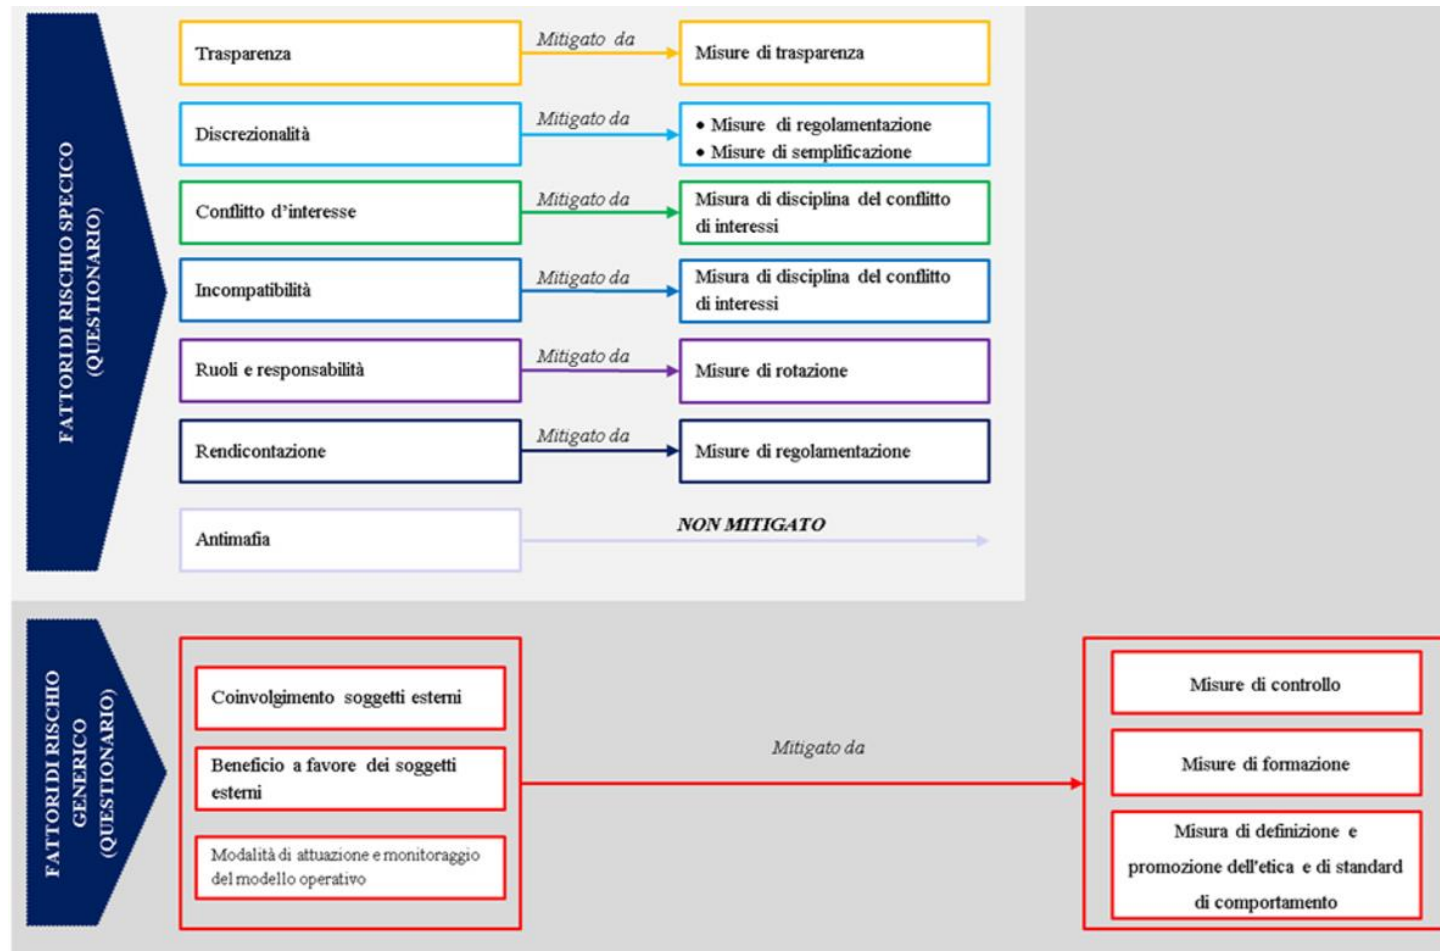 FATTORI DI RISCHIO SPECICO
(QUESTIONARIO)
Trasparenza
Mitigato da
Misure di trasparenza
Discrezionalità
Mitigato da
• Misure di regolamentazione
• Misure di semplificazione
Conflitto d’interesse
Mitigato da
Misura di disciplina del conflitto
di interessi
Incompatibilità
Mitigato da
Misura di disciplina del conflitto
di interessi
Ruoli e responsabilità
Mitigato da
Misure di rotazione
Rendicontazione
Mitigato da
Misure di regolamentazione
Antimafia
NON MITIGATO
FATTORI DI RISCHIO
GENERICO
(QUESTIONARIO)
Coinvolgimento soggetti esterni
Beneficio a favore dei soggetti
esterni
Modalità di attuazione e monitoraggio
del modello operativo
Mitigato da
Misure di controllo
Misure di formazione
Misura di definizione e
promozione dell'etica e di standard
di comportamento